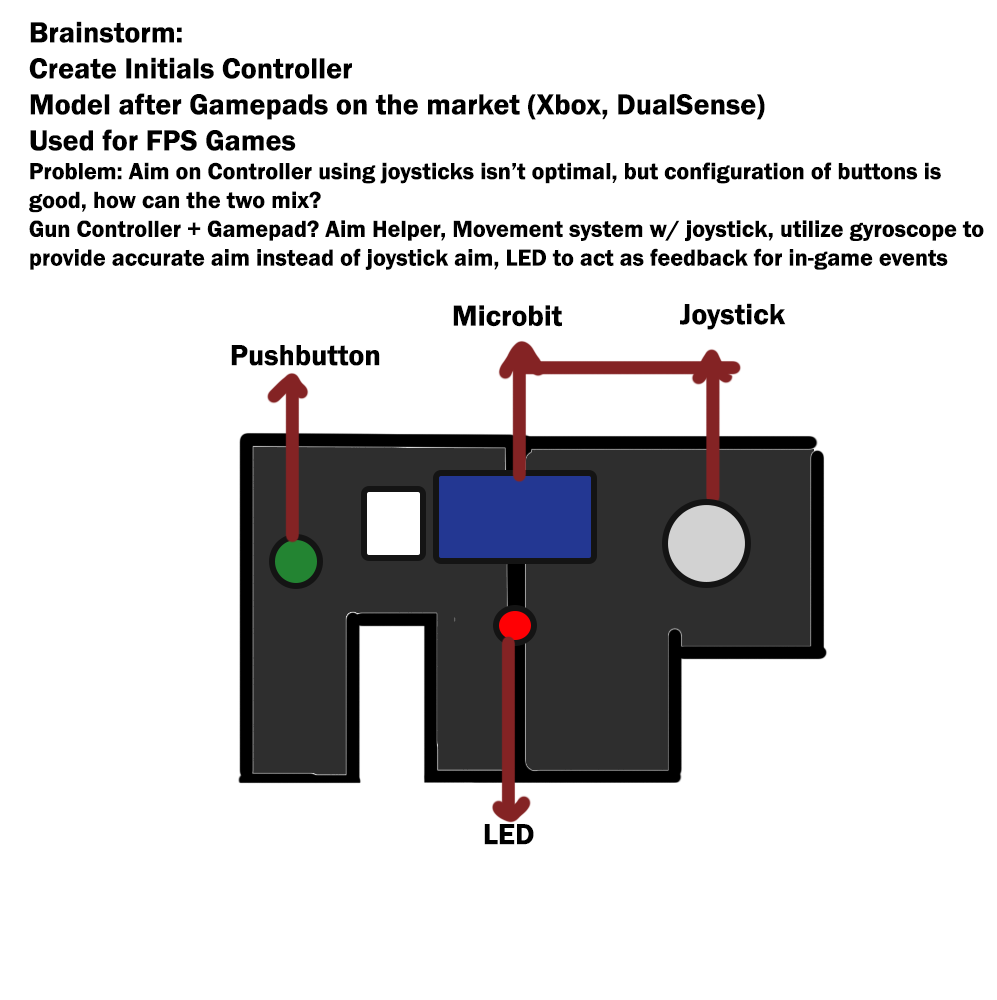 Brainstorm:
Create Initials Controller
Model after Gamepads on the market (Xbox, DualSense)
Used for FPS Games
Problem: Aim on Controller using joysticks isn't optimal, but configuration of buttons is
good, how can the two mix?
Gun Controller + Gamepad? Aim Helper, Movement system w/ joystick, utilize gyroscope to
provide accurate aim instead of joystick aim, LED to act as feedback for in-game events
Microbit
Joystick
Pushbutton
LED